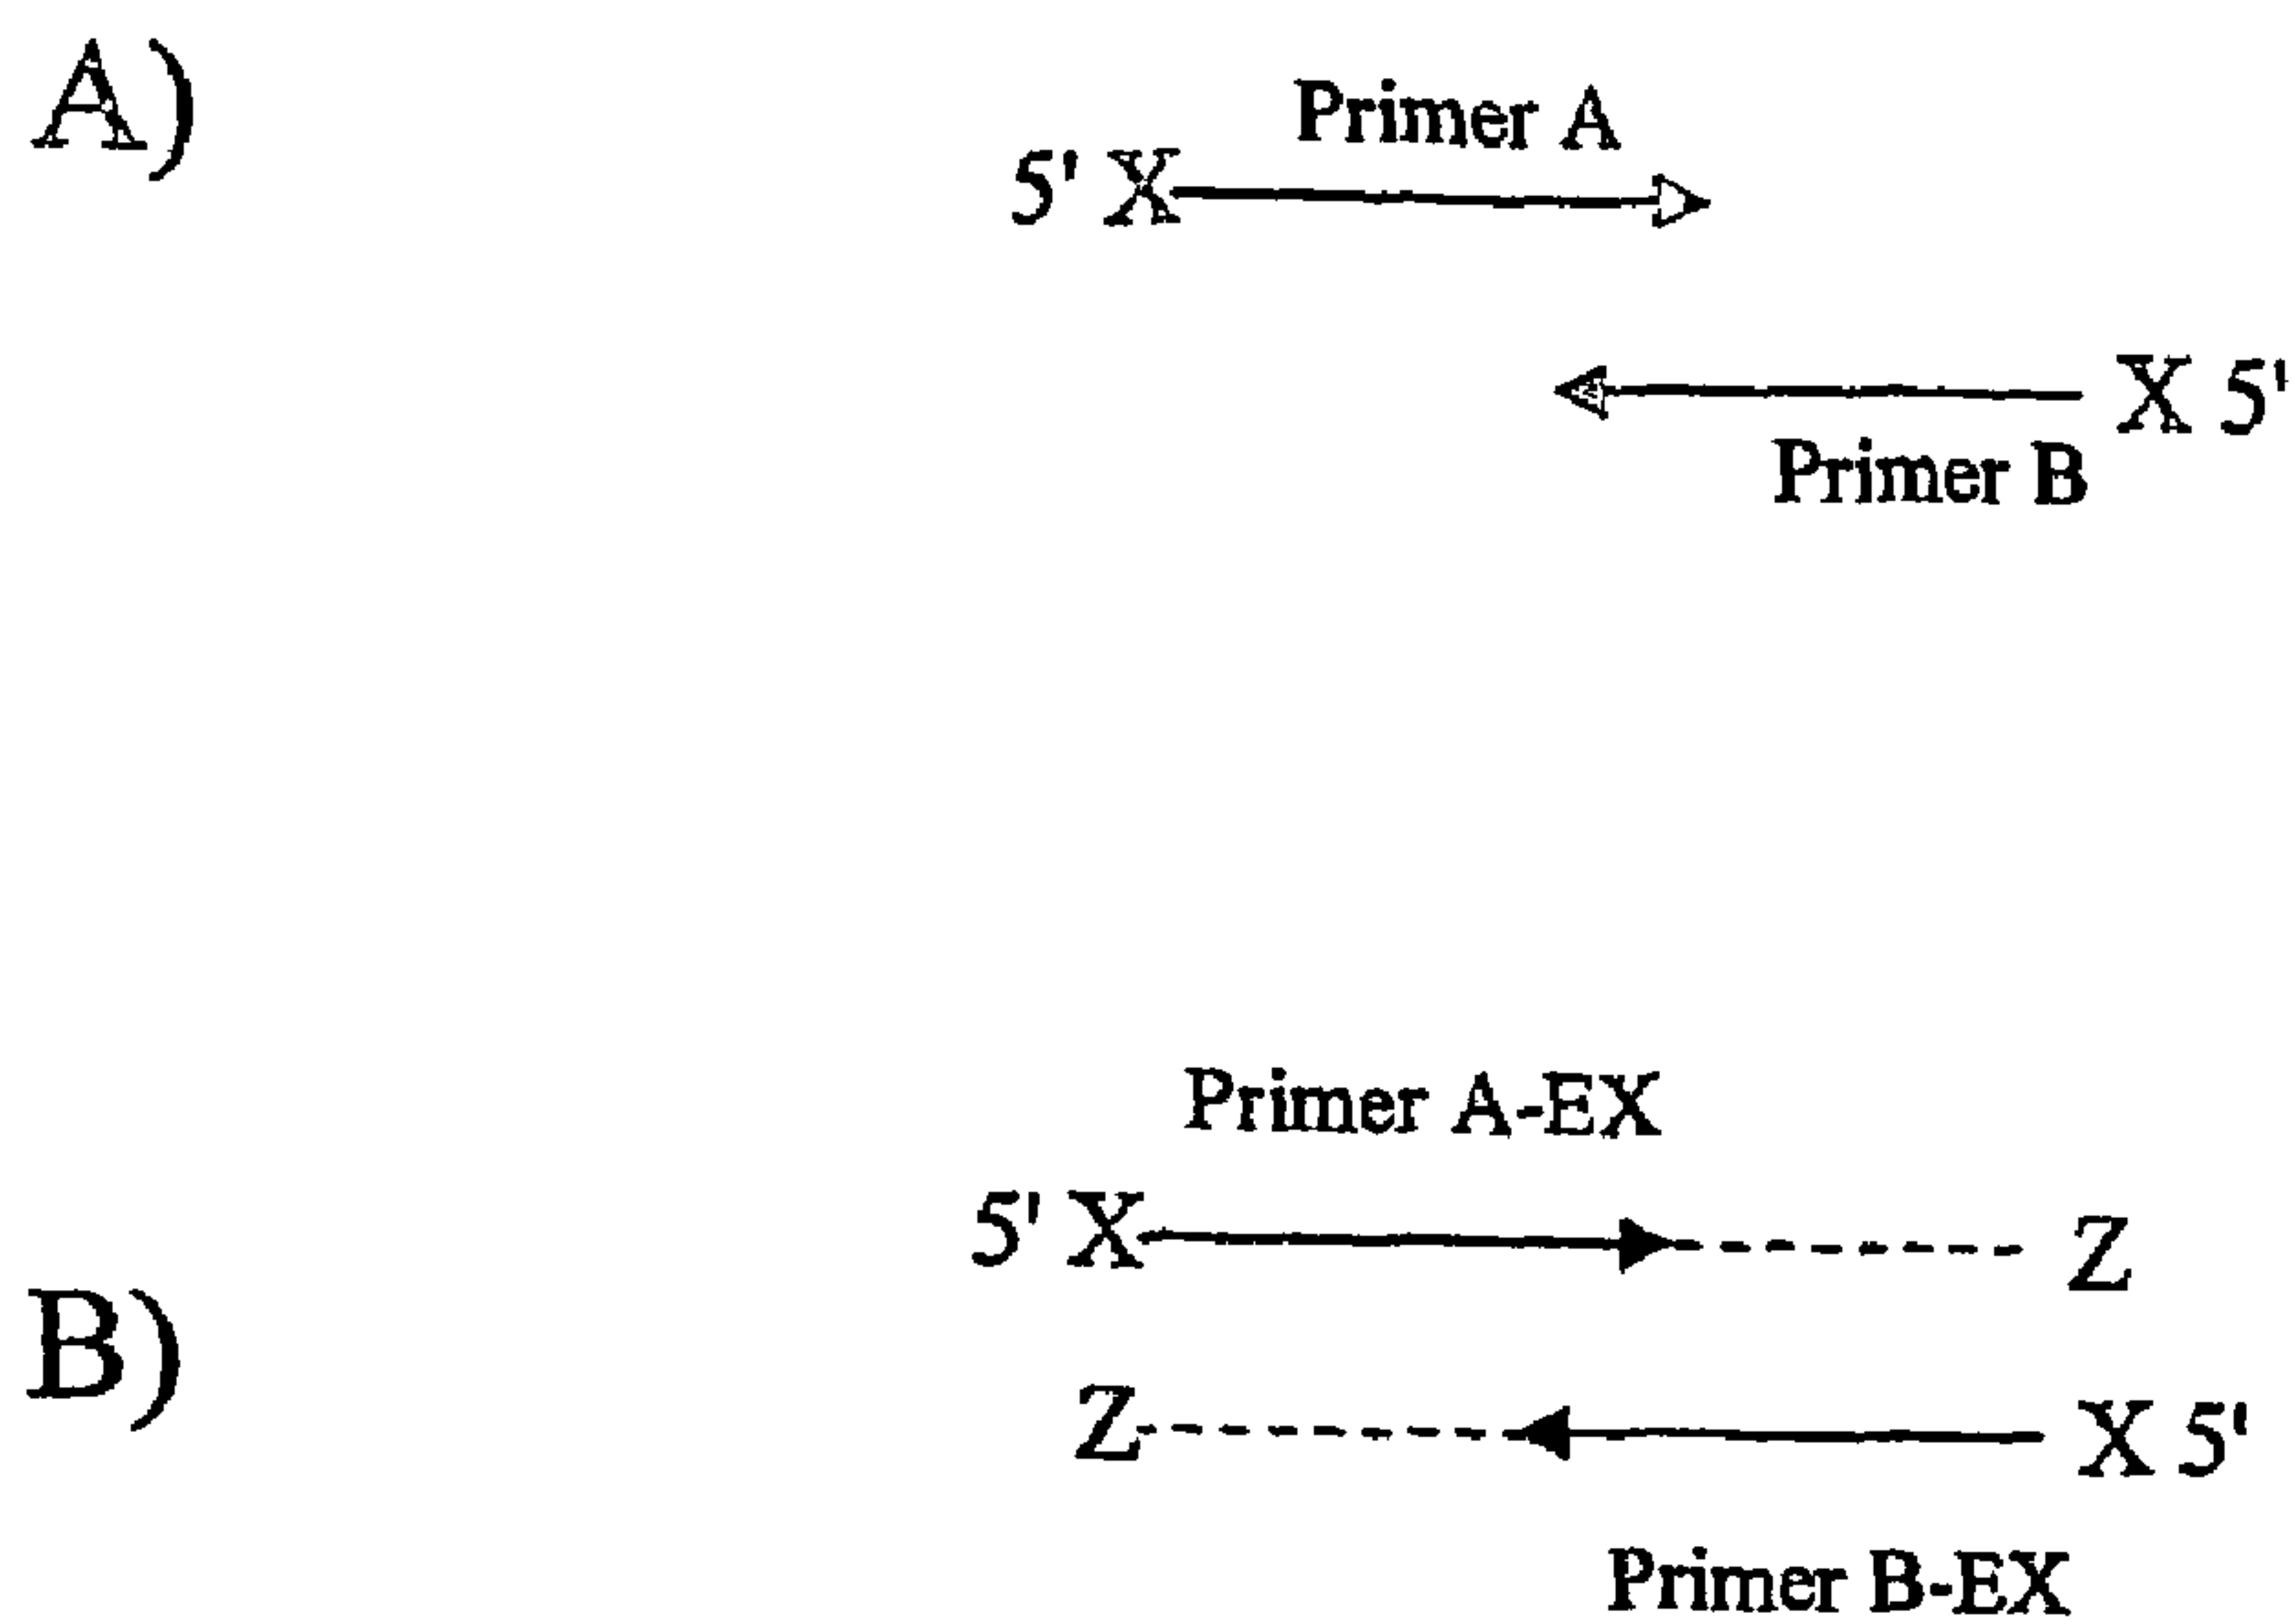 A)
Primer A
5' X
X 5'
Primer B
Primer A-EX
5' X Z
B)
Z X 5'
Primer B-EX